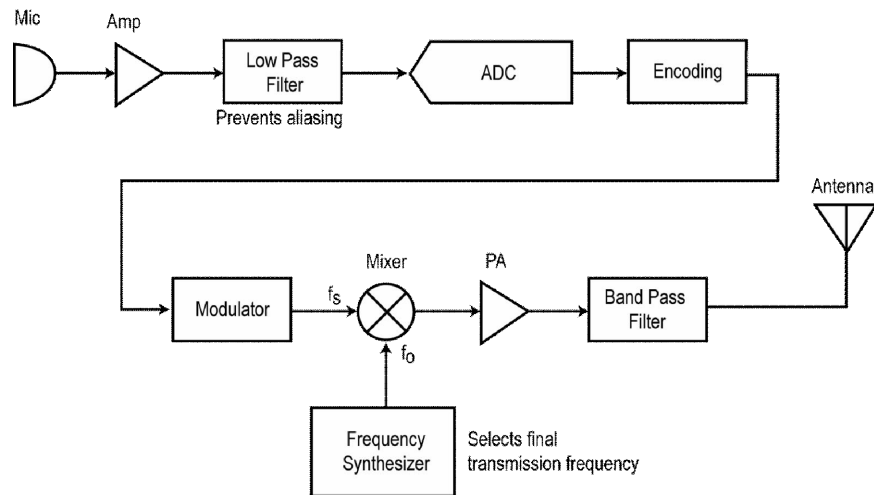 Mic
Amp
Low Pass
Filter
Prevents aliasing
ADC
Encoding
Antenna
Modulator
fs
Mixer
fo
PA
Band Pass
Filter
Frequency
Synthesizer
Selects final
transmission frequency